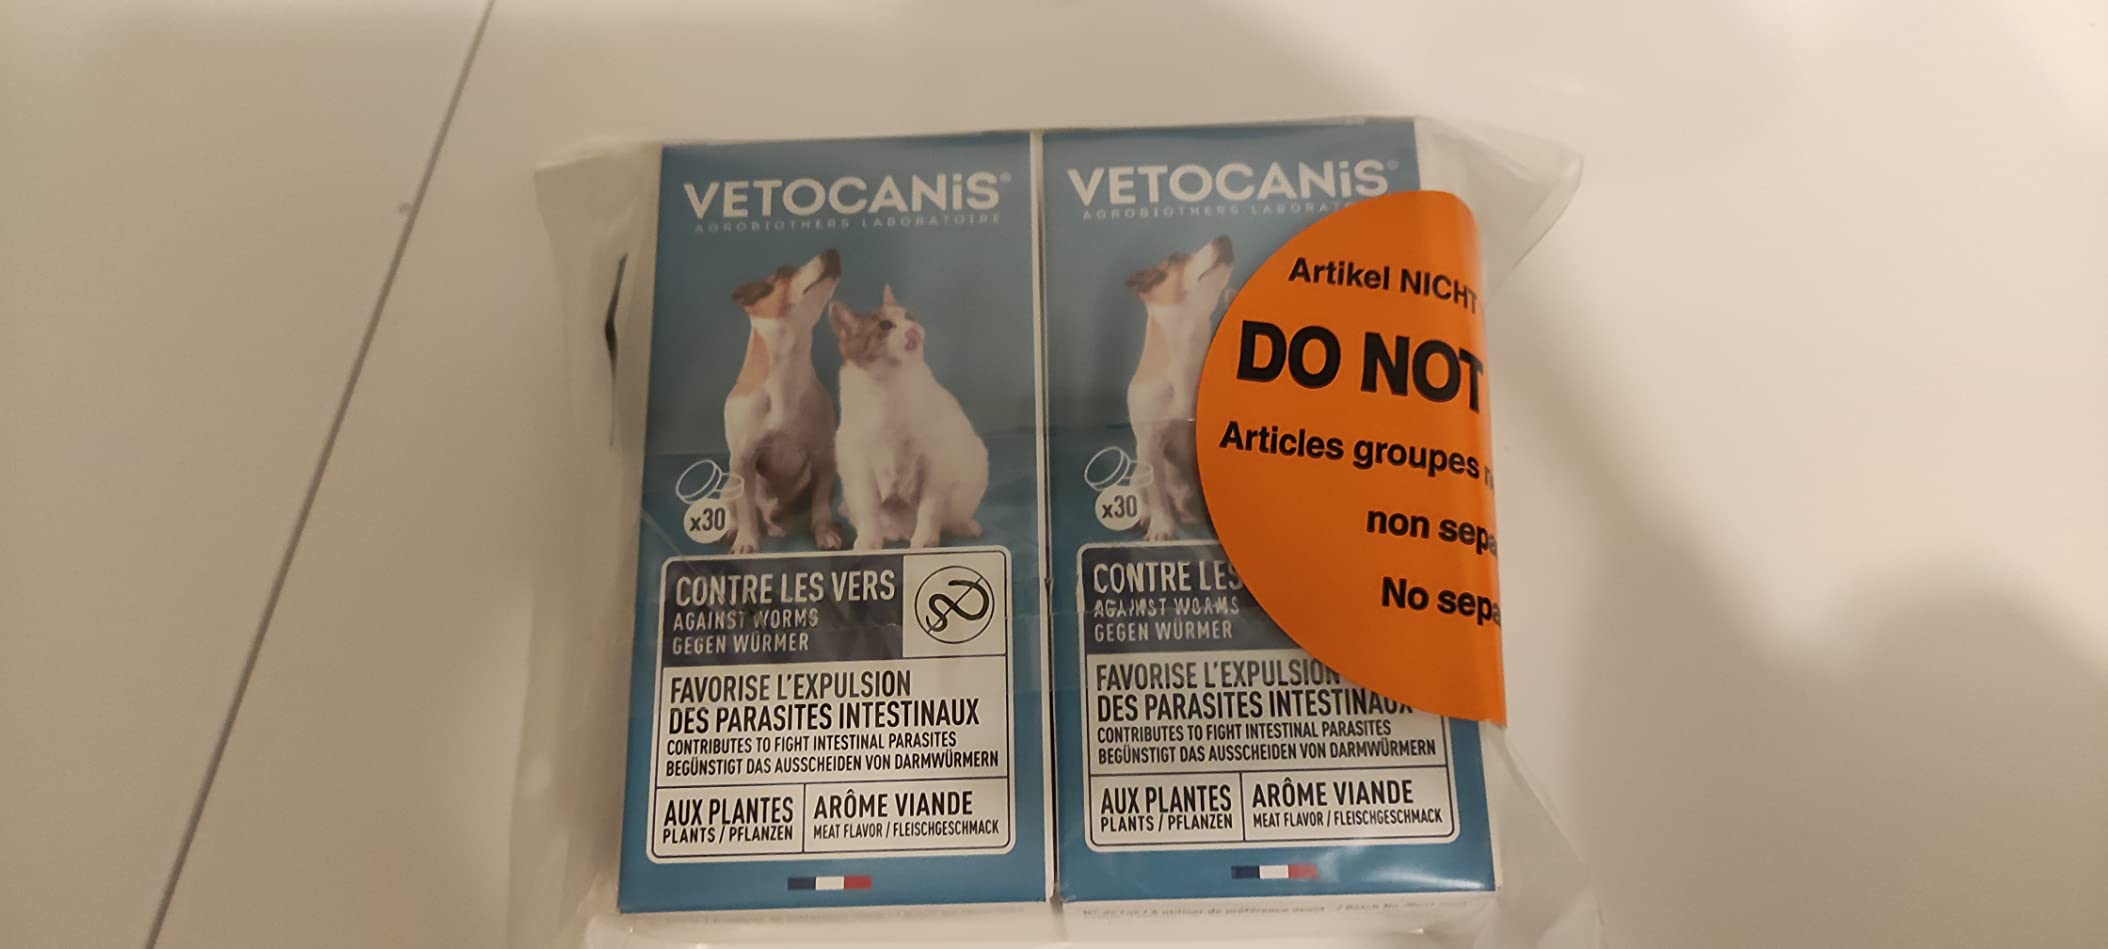 VETOCANiS®
AGROBIOTHERS LABORATOIRE
x30
CONTRE LES VERS
AGAINST WORMS
GEGEN WÜRMER
FAVORISE L'EXPULSION
DES PARASITES INTESTINAUX
CONTRIBUTES TO FIGHT INTESTINAL PARASITES
BEGÜNSTIGT DAS AUSSCHEIDEN VON DARMWÜRMERN
AUX PLANTES
PLANTS / PFLANZEN
ARÔME VIANDE
MEAT FLAVOR / FLEISCHGESCHMACK
VETOCANiS®
AGROBIOTHERS LABORAT
x30
CONTRE LES
AGAINST WORMS
GEGEN WÜRMER
FAVORISE L'EXPULSION
DES PARASITES INTESTINAUX
CONTRIBUTES TO FIGHT INTESTINAL PARASITES
BEGÜNSTIGT DAS AUSSCHEIDEN VON DARMWÜRMERN
AUX PLANTES
PLANTS / PFLANZEN
ARÔME VIANDE
MEAT FLAVOR / FLEISCHGESCHMACK
Artikel NICHT
DO NOT
Articles groupes
non sepa
No sepa